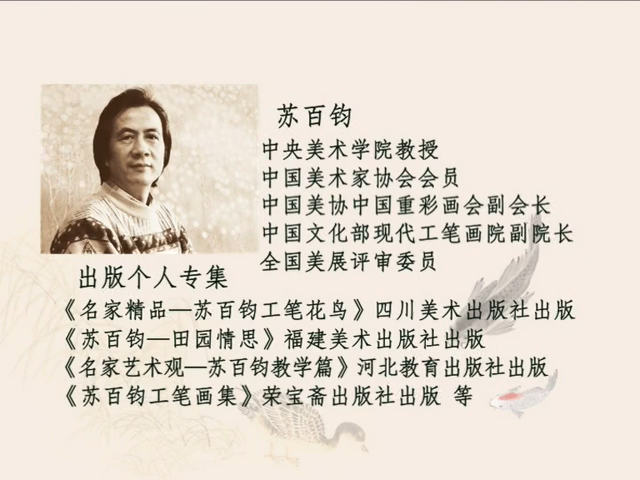 苏百钧
中央美术学院教授
中国美术家协会会员
中国美协中国重彩画会副会长
中国文化部现代工笔画院副院长
全国美展评审委员
出版个人专集
《名家精品—苏百钧工笔花鸟》四川美术出版社出版
《苏百钧—田园情思》福建美术出版社出版
《名家艺术观—苏百钧教学篇》河北教育出版社出版
《苏百钧工笔画集》荣宝斋出版社出版 等